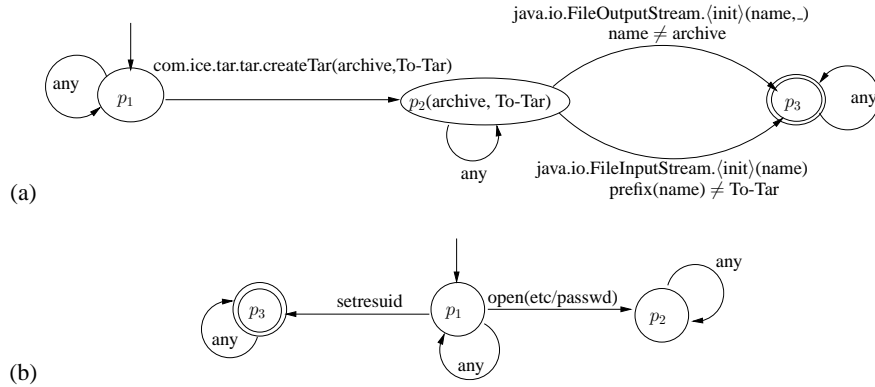 java.io.FileOutputStream.⟨init⟩(name,_)
name ≠ archive
com.ice.tar.tar.createTar(archive,To-Tar)
any
p1
p2(archive, To-Tar)
p3
any
any
java.io.FileInputStream.⟨init⟩(name)
prefix(name) ≠ To-Tar
(a)
any
p3
setresuid
p1
open(etc/passwd)
p2
any
any
(b)